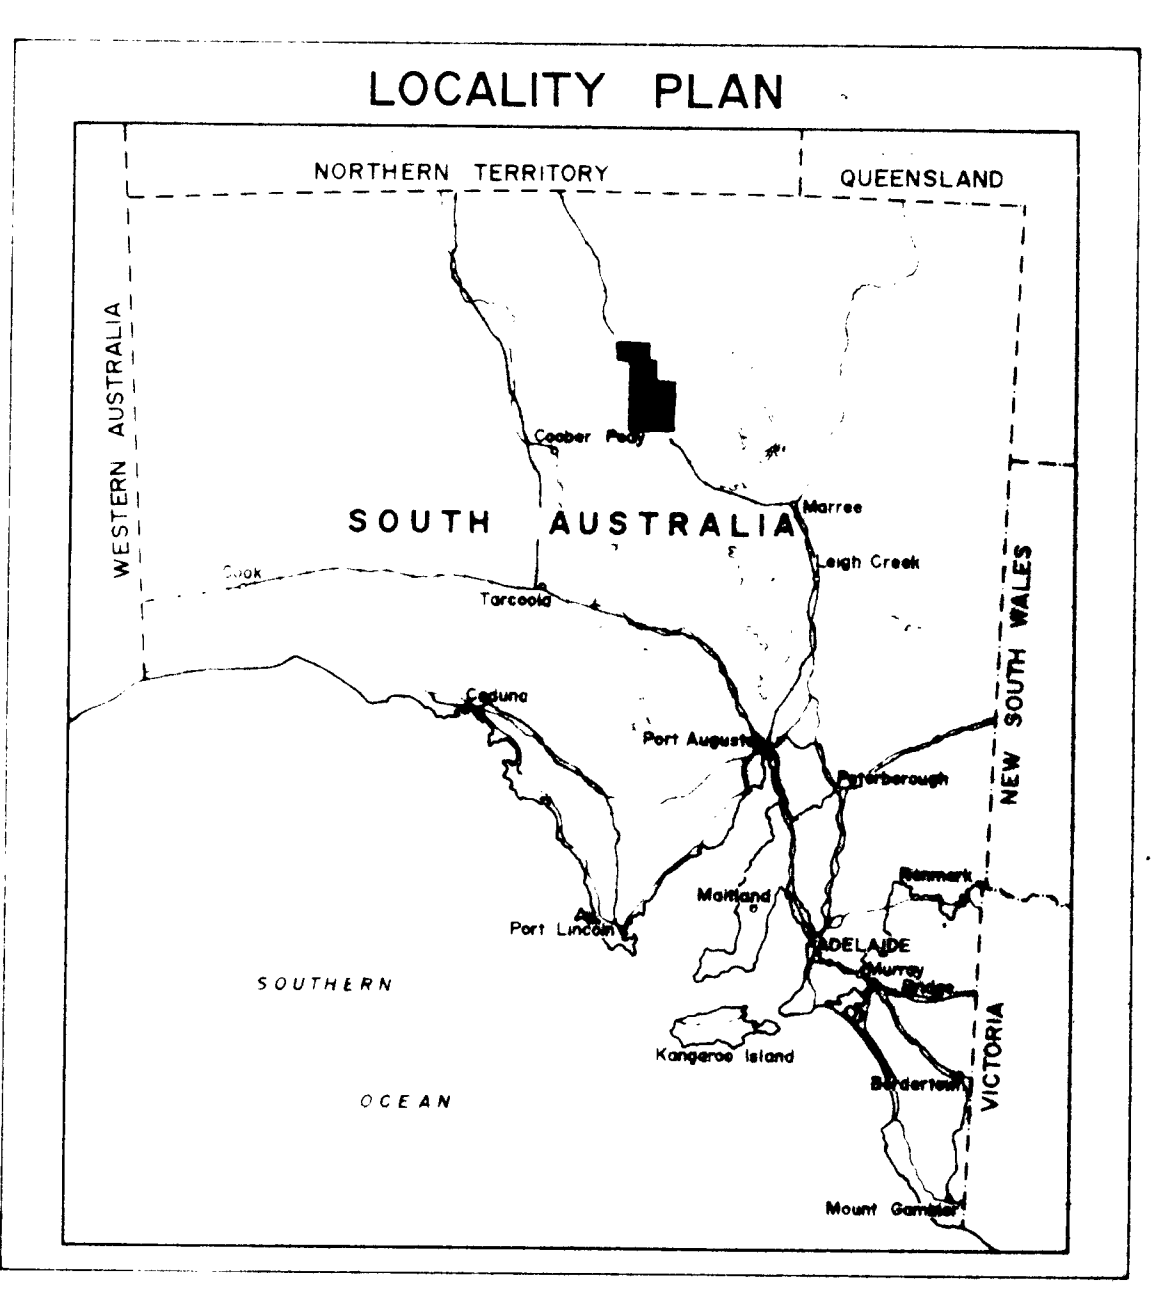 LOCALITY PLAN
NORTHERN TERRITORY
QUEENSLAND
WESTERN AUSTRALIA
Coober Pedy
SOUTH AUSTRALIA
Marree
Leigh Creek
Cook
Tarcoola
NEW SOUTH WALES
Ceduna
Port Augusta
Peterborough
Renmark
Maitland
Port Lincoln
ADELAIDE
Murray
Bridge
SOUTHERN
OCEAN
Kangaroo Island
VICTORIA
Bordertown
Mount Gambier